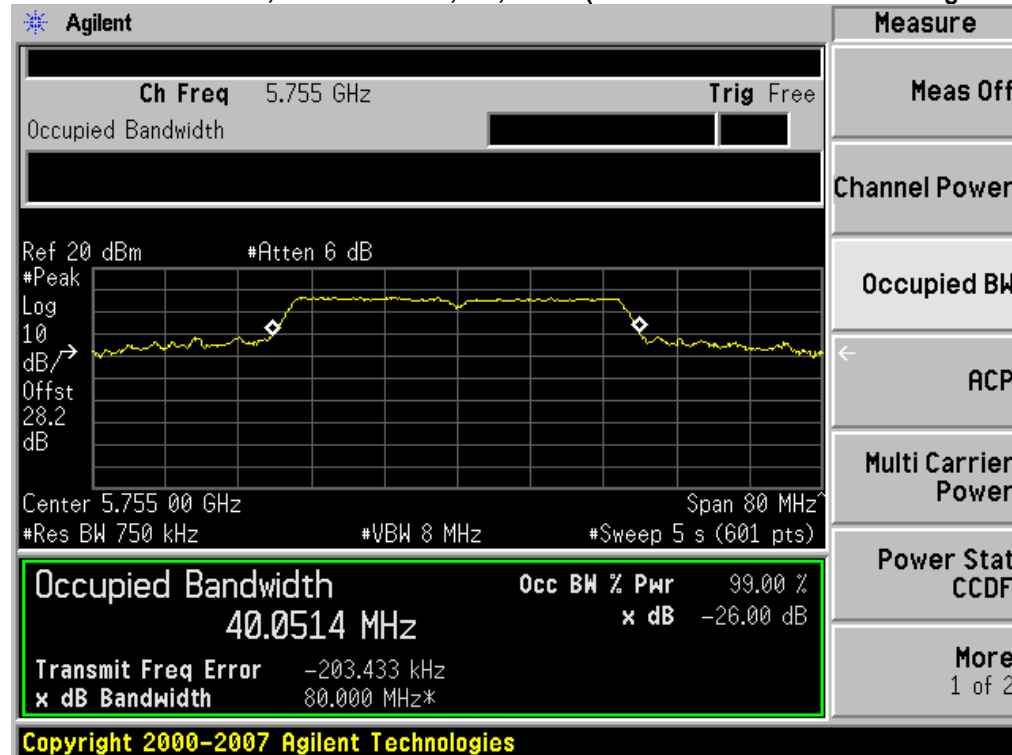 Agilent
Measure
Ch Freq 5.755 GHz Trig Free
Occupied Bandwidth
Meas Off
Channel Power
Occupied BW
ACP
Multi Carrier
Power
Power Stat
CCDF
More
1 of 2
Ref 20 dBm #Atten 6 dB
#Peak
Log
10
dB/
Offst
28.2
dB
Center 5.755 00 GHz Span 80 MHz^
#Res BW 750 kHz #VBW 8 MHz #Sweep 5 s (601 pts)
Occupied Bandwidth Occ BW % Pwr 99.00 %
40.0514 MHz x dB -26.00 dB
Transmit Freq Error -203.433 kHz
x dB Bandwidth 80.000 MHz*
Copyright 2000-2007 Agilent Technologies